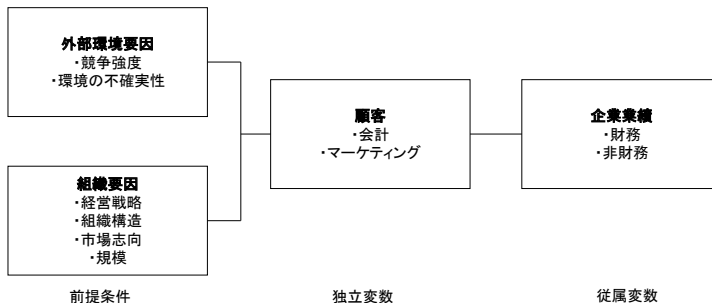 外部環境要因
・競争強度
・環境の不確実性
組織要因
・経営戦略
・組織構造
・市場志向
・規模
顧客
・会計
・マーケティング
企業業績
・財務
・非財務
前提条件
独立変数
従属変数